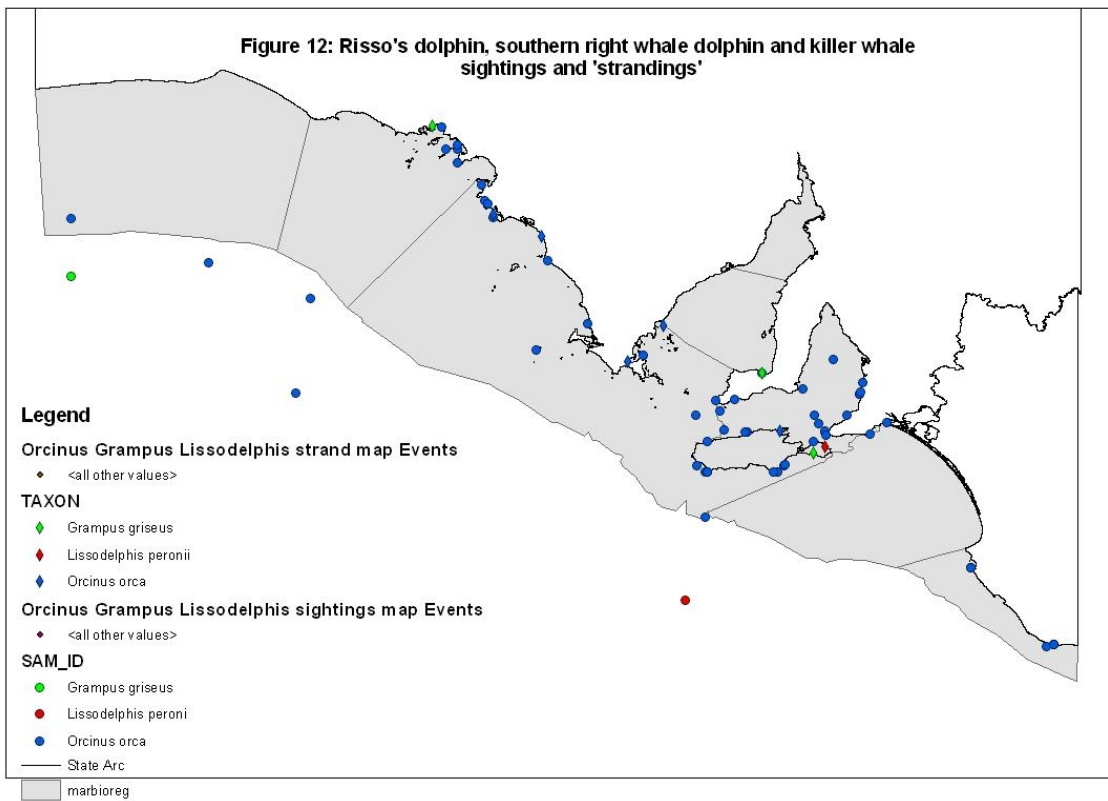 Figure 12: Risso's dolphin, southern right whale dolphin and killer whale
sightings and 'strandings'
Legend
Orcinus Grampus Lissodelphis strand map Events
<all other values>
TAXON
Grampus griseus
Lissodelphis peronii
Orcinus orca
Orcinus Grampus Lissodelphis sightings map Events
<all other values>
SAM_ID
Grampus griseus
Lissodelphis peroni
Orcinus orca
State Arc
marbioreg